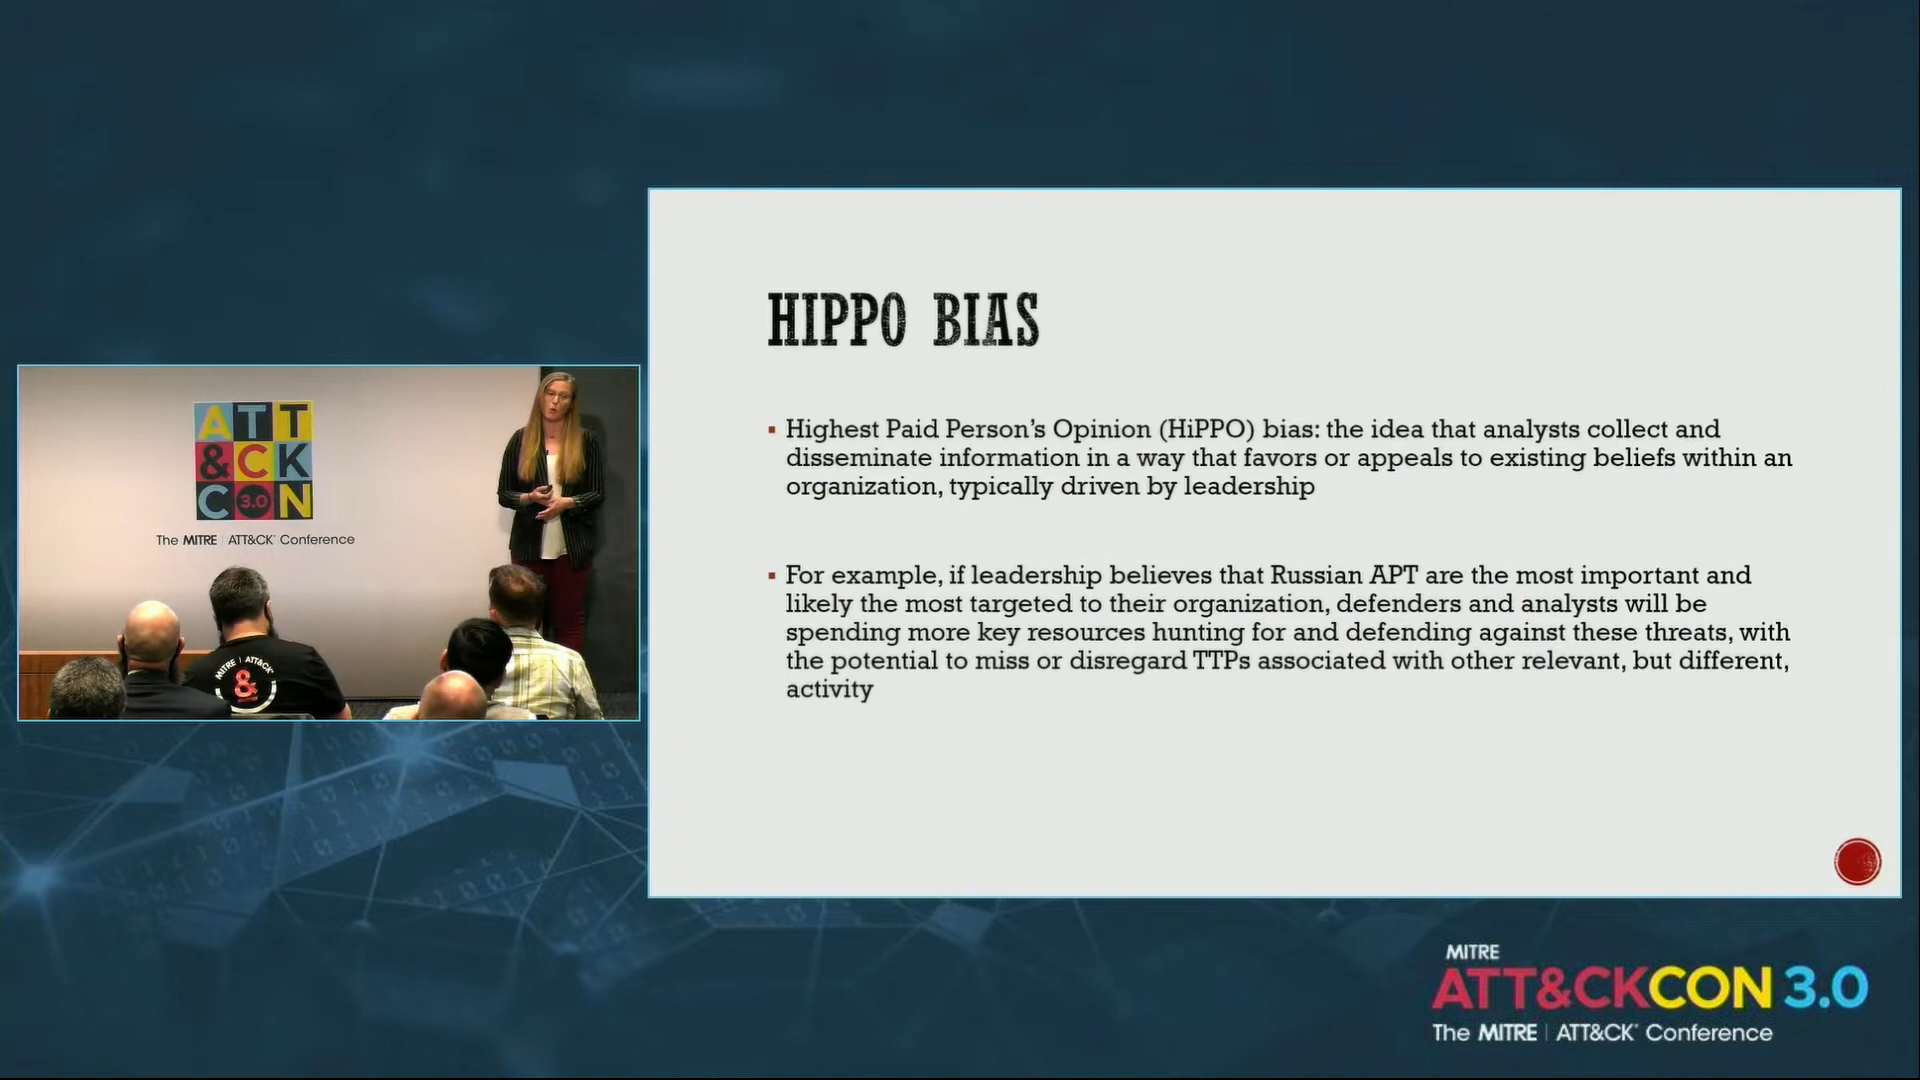 HIPPO BIAS
▪ Highest Paid Person's Opinion (HiPPO) bias: the idea that analysts collect and
disseminate information in a way that favors or appeals to existing beliefs within an
organization, typically driven by leadership
▪ For example, if leadership believes that Russian APT are the most important and
likely the most targeted to their organization, defenders and analysts will be
spending more key resources hunting for and defending against these threats, with
the potential to miss or disregard TTPs associated with other relevant, but different,
activity
ATT
&CK
C3.0N
The MITRE | ATT&CK® Conference
MITRE | ATT&CK®
&
MITRE
ATT&CKCON 3.0
The MITRE | ATT&CK® Conference